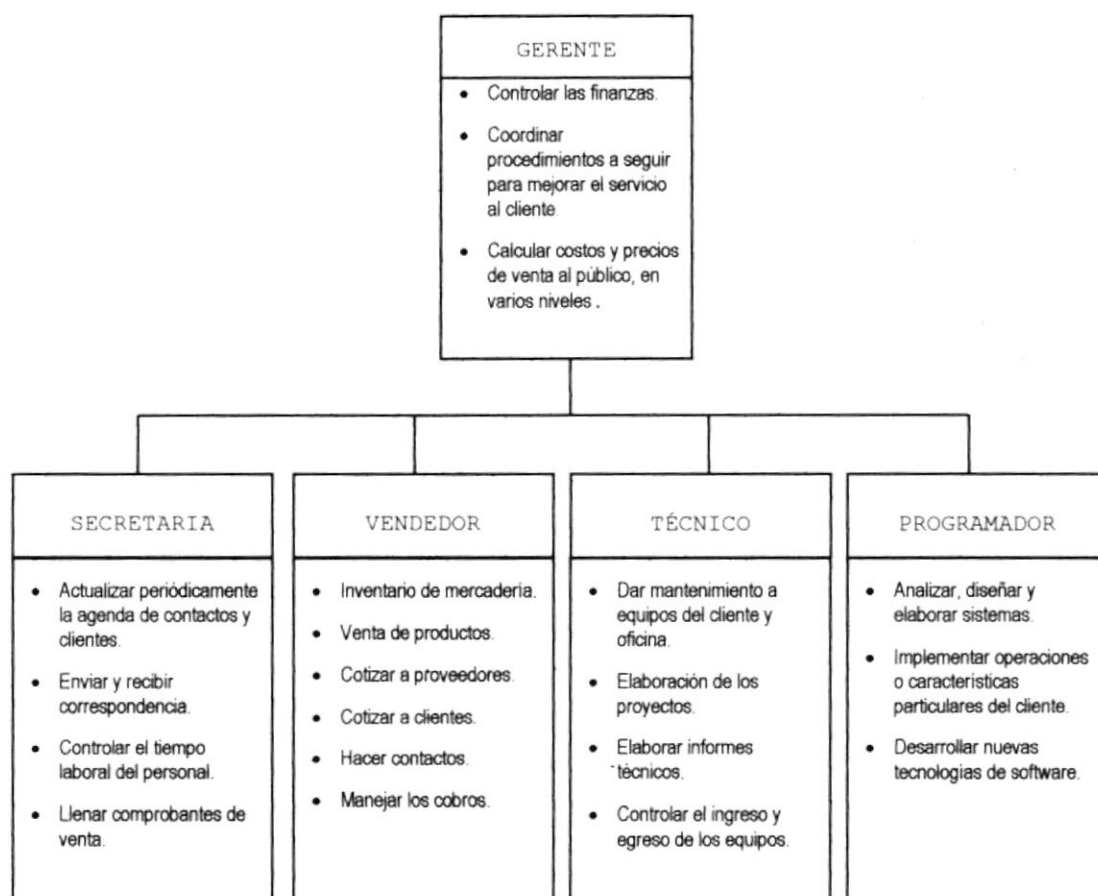 GERENTE
• Controlar las finanzas.
• Coordinar
procedimientos a seguir
para mejorar el servicio
al cliente.
• Calcular costos y precios
de venta al público, en
varios niveles .
SECRETARIA
• Actualizar periódicamente
la agenda de contactos y
clientes.
• Enviar y recibir
correspondencia.
• Controlar el tiempo
laboral del personal.
• Llenar comprobantes de
venta.
VENDEDOR
• Inventario de mercadería.
• Venta de productos.
• Cotizar a proveedores.
• Cotizar a clientes.
• Hacer contactos.
• Manejar los cobros.
TÉCNICO
• Dar mantenimiento a
equipos del cliente y
oficina.
• Elaboración de los
proyectos.
• Elaborar informes
técnicos.
• Controlar el ingreso y
egreso de los equipos.
PROGRAMADOR
• Analizar, diseñar y
elaborar sistemas.
• Implementar operaciones
o características
particulares del cliente.
• Desarrollar nuevas
tecnologías de software.